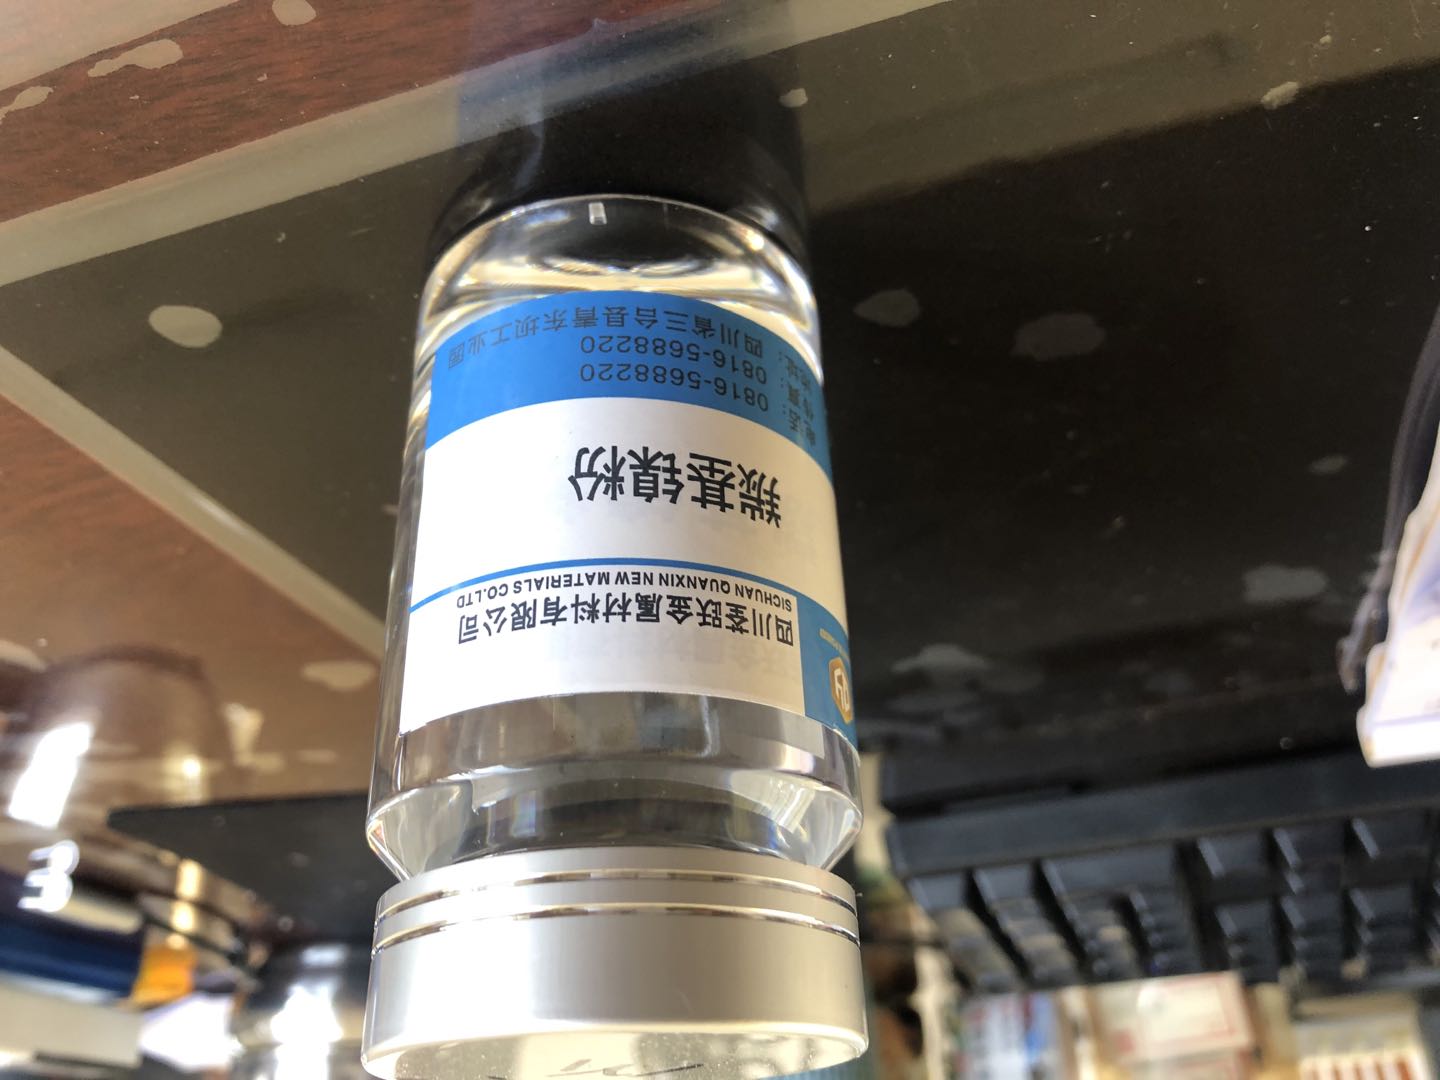 四川荃跃金属材料有限公司
SICHUAN QUANXIN NEW MATERIALS CO.LTD
羰基镍粉
电话：0816-5688220
传真：0816-5688220
地址：四川省三台县青东坝工业园